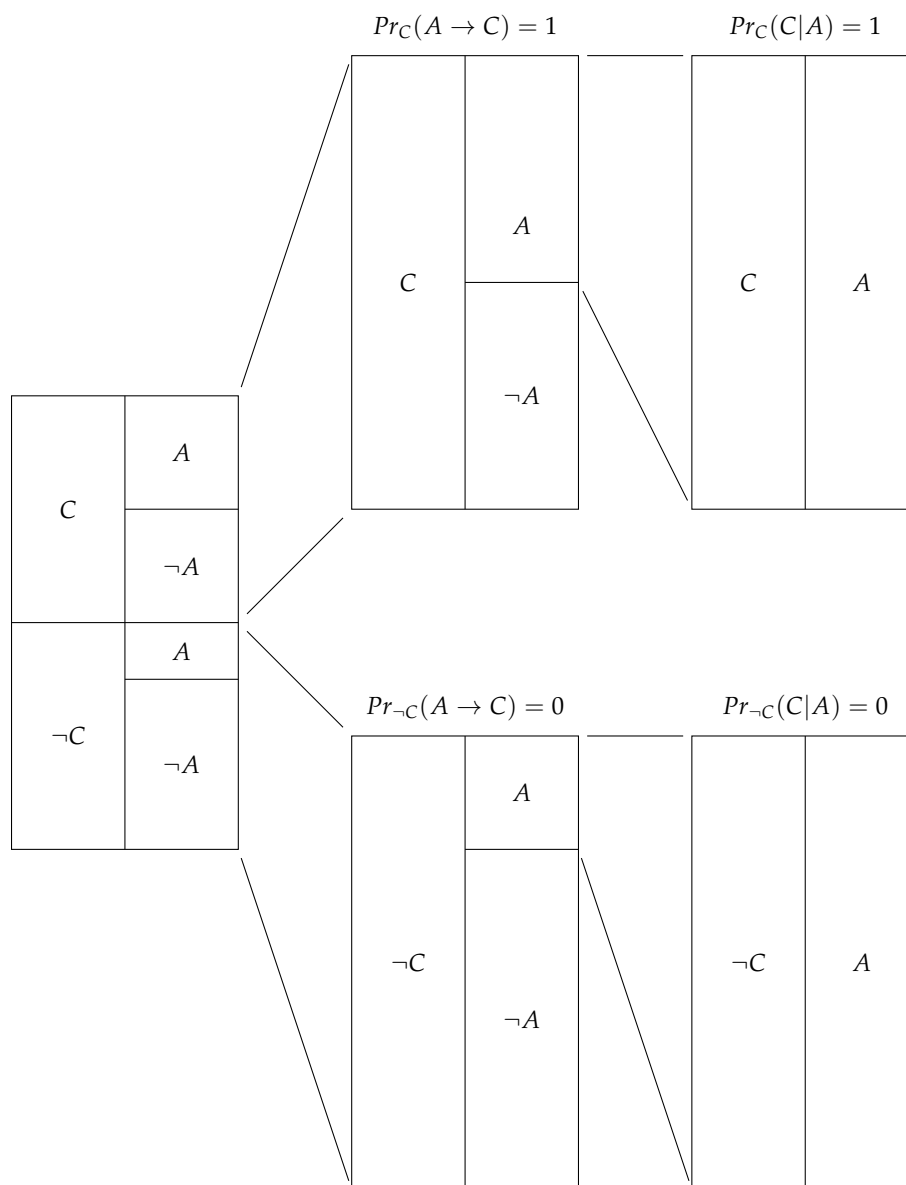 Pr_C(A → C) = 1
Pr_C(C|A) = 1
C
A
¬A
C
A
C
A
¬A
¬C
A
¬A
Pr_{¬C}(A → C) = 0
Pr_{¬C}(C|A) = 0
¬C
A
¬A
¬C
A